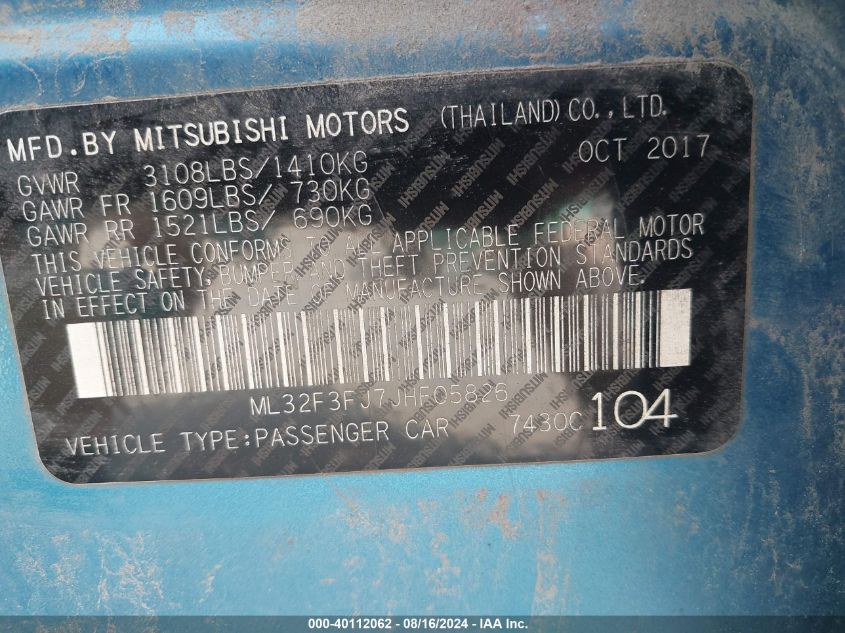 MFD.BY MITSUBISHI MOTORS (THAILAND) CO., LTD.
GVWR 3108LBS/1410KG OCT 2017
GAWR FR 1609LBS/ 730KG
GAWR RR 1521LBS/ 690KG
THIS VEHICLE CONFORMS TO ALL APPLICABLE FEDERAL MOTOR
VEHICLE SAFETY, BUMPER AND THEFT PREVENTION STANDARDS
IN EFFECT ON THE DATE OF MANUFACTURE SHOWN ABOVE.
ML32F3FJ7JHF05826
VEHICLE TYPE:PASSENGER CAR 7430C 104
000-40112062 - 08/16/2024 - IAA Inc.